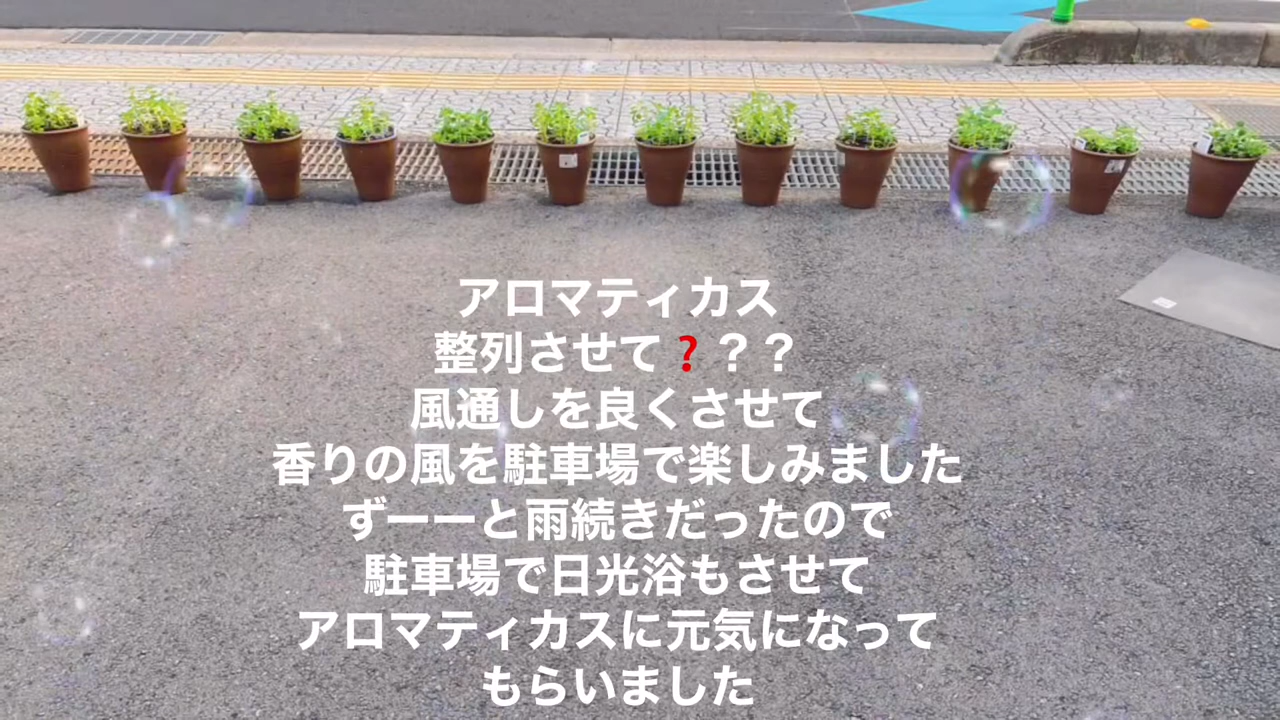 アロマティカス
整列させて❓？？
風通しを良くさせて
香りの風を駐車場で楽しみました
ずーーと雨続きだったので
駐車場で日光浴もさせて
アロマティカスに元気になって
もらいました